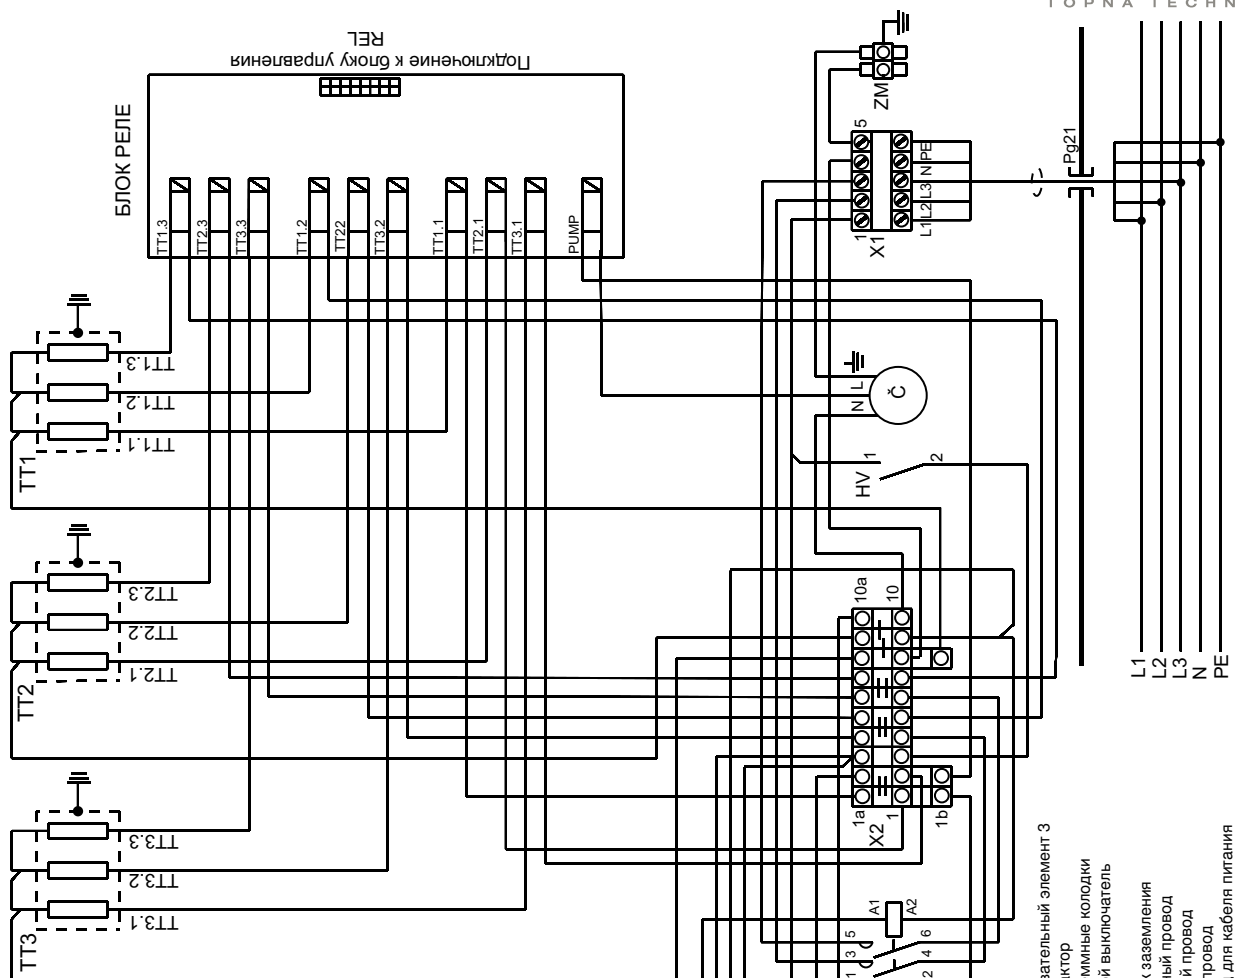 TOPNA TECHN
REL
Подключение к блоку управления
БЛОК РЕЛЕ
TT1.3
TT2.3
TT3.3
TT1.2
TT22
TT3.2
TT1.1
TT2.1
TT3.1
PUMP
ZM
5
1
X1
L1
L2
L3
N
PE
Pg21
TT1.3
TT1.2
TT1.1
TT1
N
L
Č
HV
1
2
TT2.3
TT2.2
TT2.1
TT2
10a
10
1a
1
1b
X2
L1
L2
L3
N
PE
TT3.3
TT3.2
TT3.1
TT3
A1
A2
5
6
3
4
1
2
вательный элемент 3
актор
еммные колодки
ой выключатель
к заземления
ный провод
й провод
провод
для кабеля питания